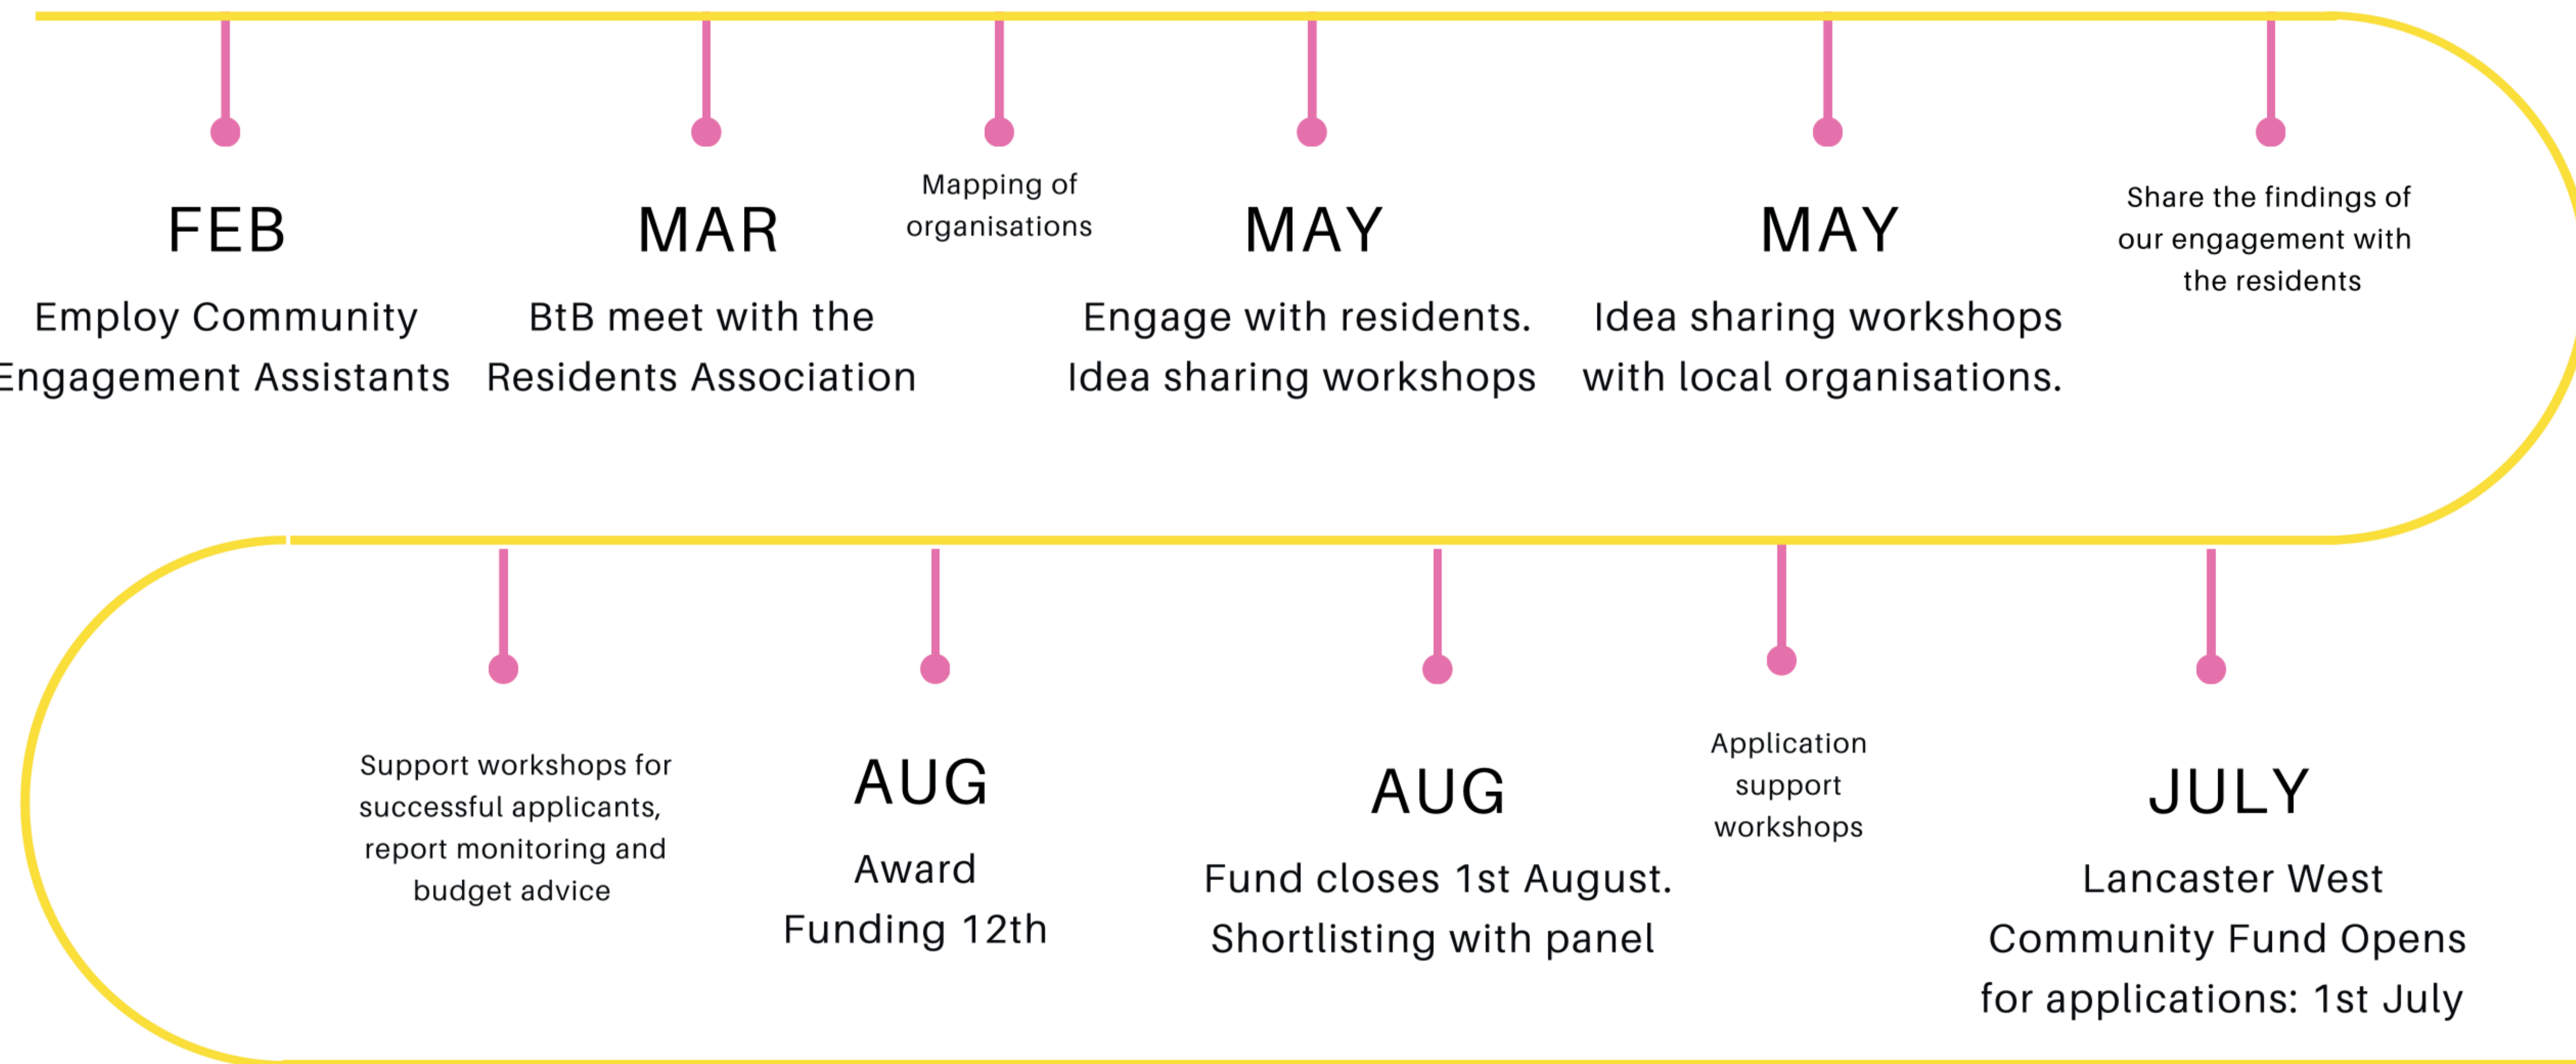 FEB
Employ Community
Engagement Assistants
MAR
BtB meet with the
Residents Association
Mapping of
organisations
MAY
Engage with residents.
Idea sharing workshops
MAY
Idea sharing workshops
with local organisations.
Share the findings of
our engagement with
the residents
JULY
Lancaster West
Community Fund Opens
for applications: 1st July
Application
support
workshops
AUG
Fund closes 1st August.
Shortlisting with panel
AUG
Award
Funding 12th
Support workshops for
successful applicants,
report monitoring and
budget advice